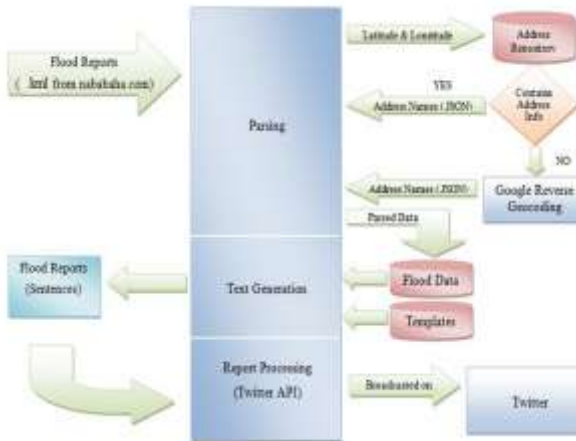 Flood Reports
( .kml from nababaha.com)
Parsing
Latitude & Longitude
Address
Repository
YES
Address Names (.JSON)
Contains
Address
Info
NO
Address Names (.JSON)
Google Reverse
Geocoding
Parsed Data
Flood Reports
(Sentences)
Text Generation
Flood Data
Templates
Report Processing
(Twitter API)
Broadcasted on
Twitter